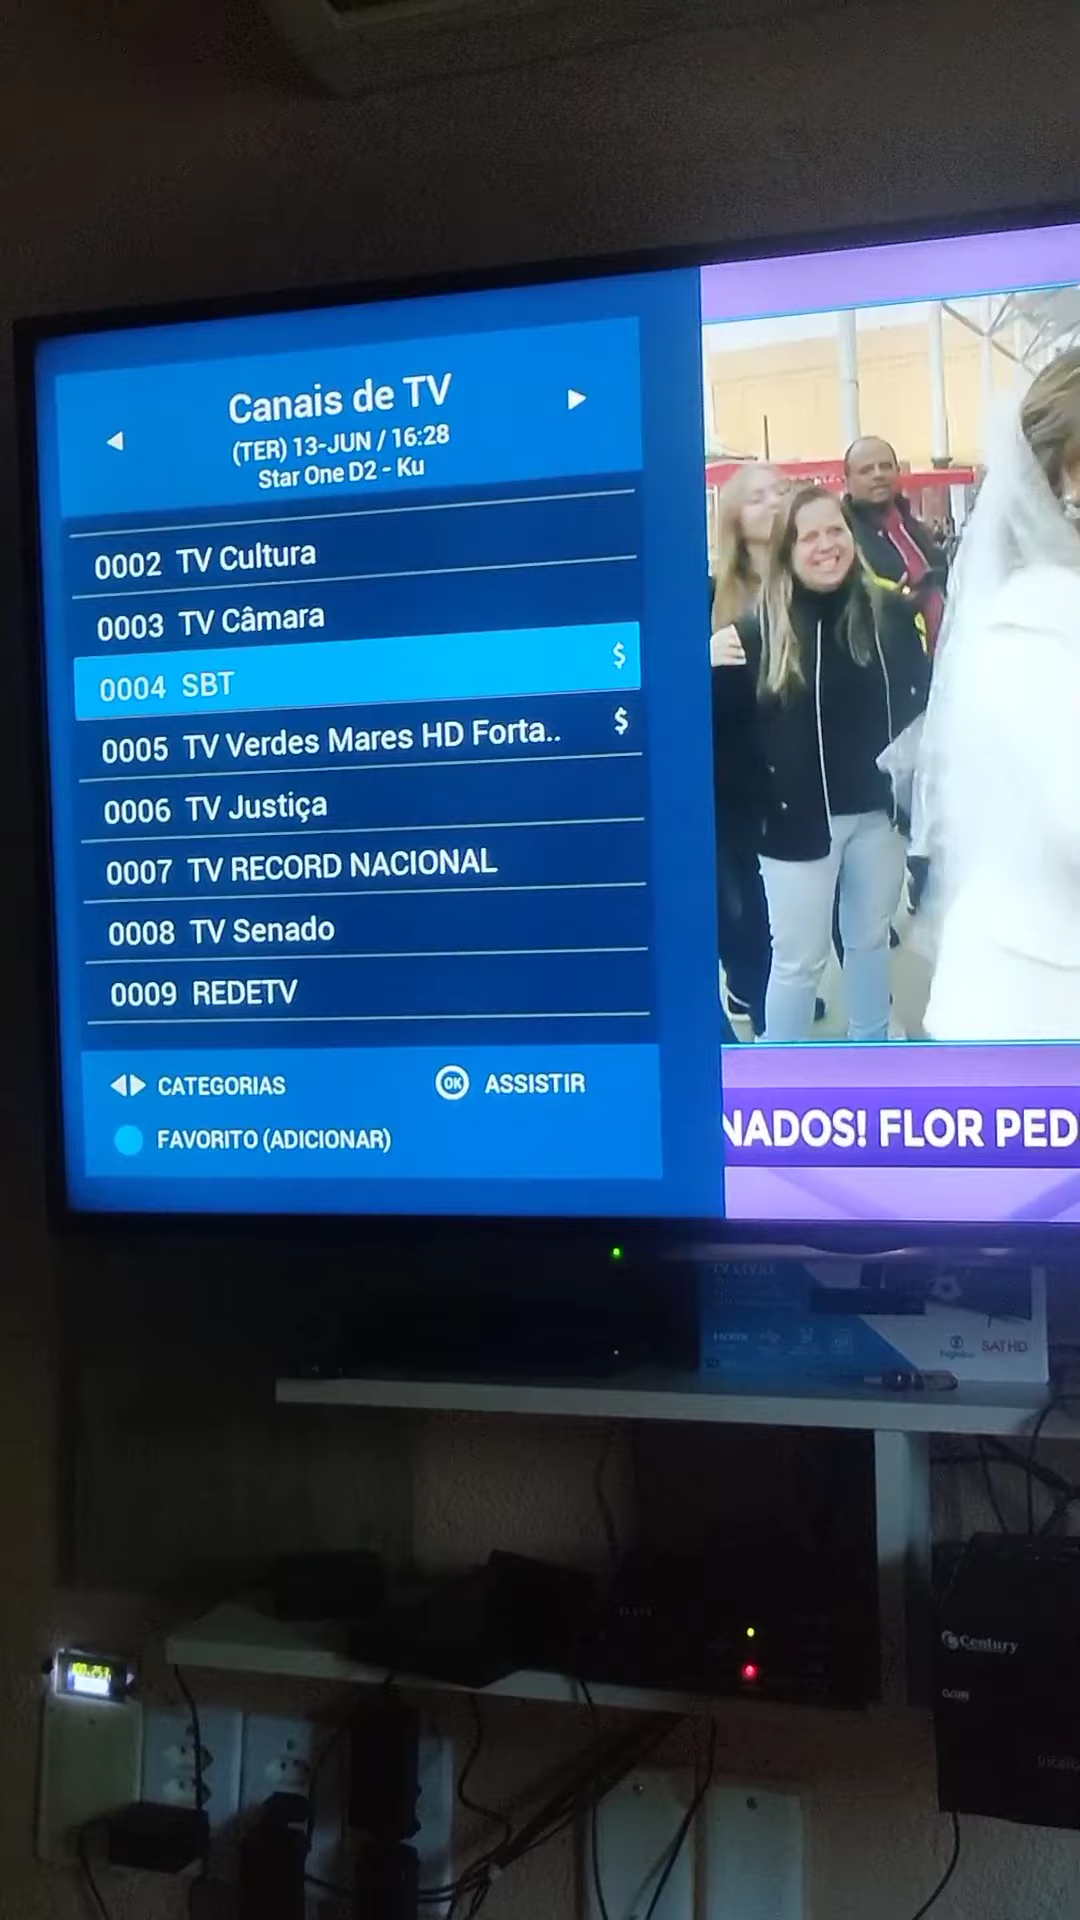 Canais de TV
(TER) 13-JUN / 16:28
Star One D2 - Ku
0002 TV Cultura
0003 TV Câmara
0004 SBT $
0005 TV Verdes Mares HD Forta.. $
0006 TV Justiça
0007 TV RECORD NACIONAL
0008 TV Senado
0009 REDETV
CATEGORIAS
OK ASSISTIR
FAVORITO (ADICIONAR)
NADOS! FLOR PED
SATHD
Century